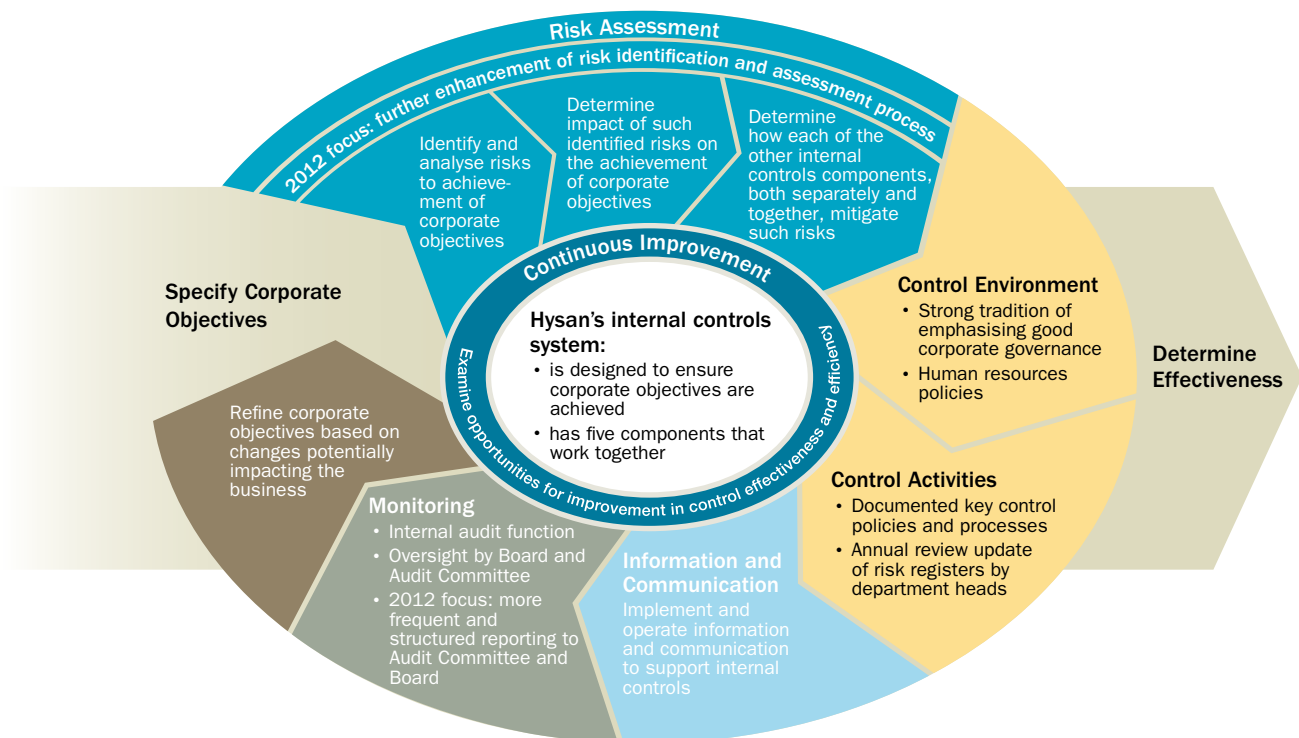 Risk Assessment
2012 focus: further enhancement of risk identification and assessment process
Identify and
analyse risks
to achieve-
ment of
corporate
objectives
Determine
impact of such
identified risks on
the achievement
of corporate
objectives
Determine
how each of the
other internal
controls components,
both separately and
together, mitigate
such risks
Specify Corporate
Objectives
Continuous Improvement
Hysan’s internal controls
system:
• is designed to ensure
corporate objectives are
achieved
• has five components that
work together
Examine opportunities for improvement in control effectiveness and efficiency
Control Environment
• Strong tradition of
emphasising good
corporate governance
• Human resources
policies
Determine
Effectiveness
Control Activities
• Documented key control
policies and processes
• Annual review update
of risk registers by
department heads
Information and
Communication
Implement and
operate information
and communication
to support internal
controls
Monitoring
• Internal audit function
• Oversight by Board and
Audit Committee
• 2012 focus: more
frequent and
structured reporting to
Audit Committee and
Board
Refine corporate
objectives based on
changes potentially
impacting the
business